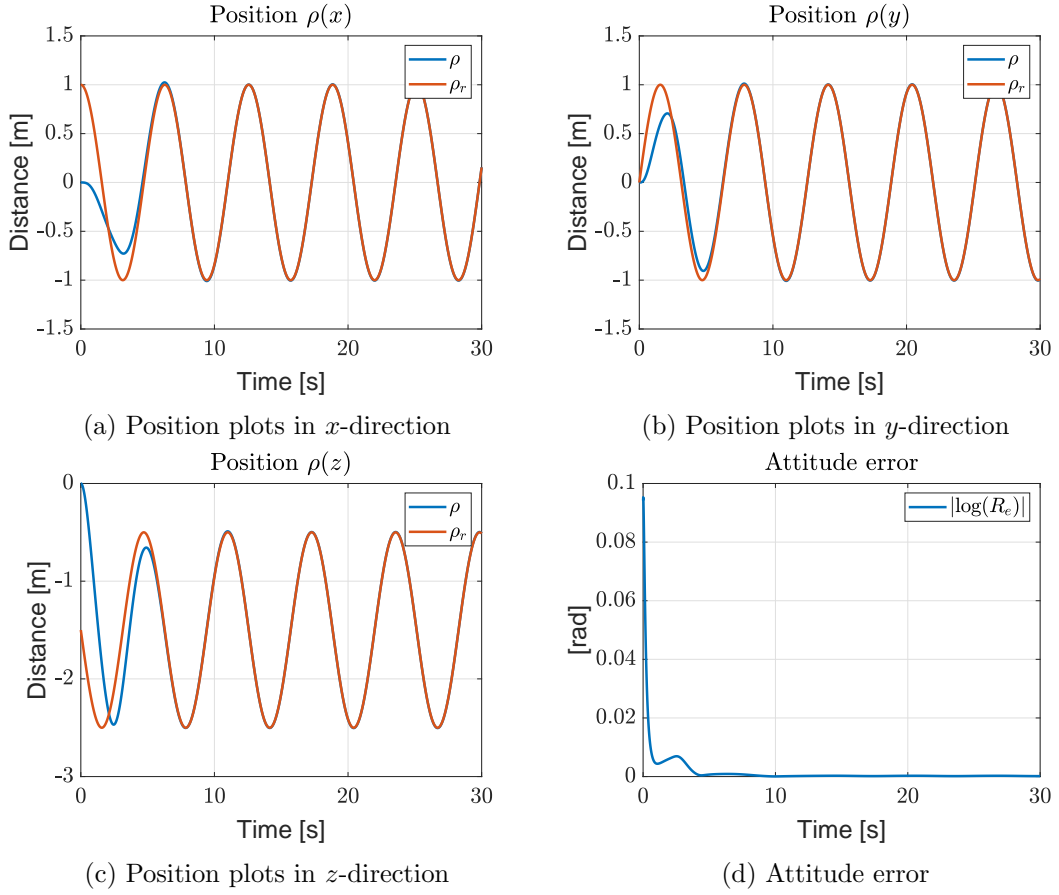 Position ρ(x)
1.5
1
0.5
0
-0.5
-1
-1.5
Distance [m]
ρ
ρ_r
0 10 20 30
Time [s]
(a) Position plots in x-direction
Position ρ(y)
1.5
1
0.5
0
-0.5
-1
-1.5
Distance [m]
ρ
ρ_r
0 10 20 30
Time [s]
(b) Position plots in y-direction
Position ρ(z)
0
-1
-2
-3
Distance [m]
ρ
ρ_r
0 10 20 30
Time [s]
(c) Position plots in z-direction
Attitude error
0.1
0.08
0.06
0.04
0.02
0
[rad]
|log(R_e)|
0 10 20 30
Time [s]
(d) Attitude error